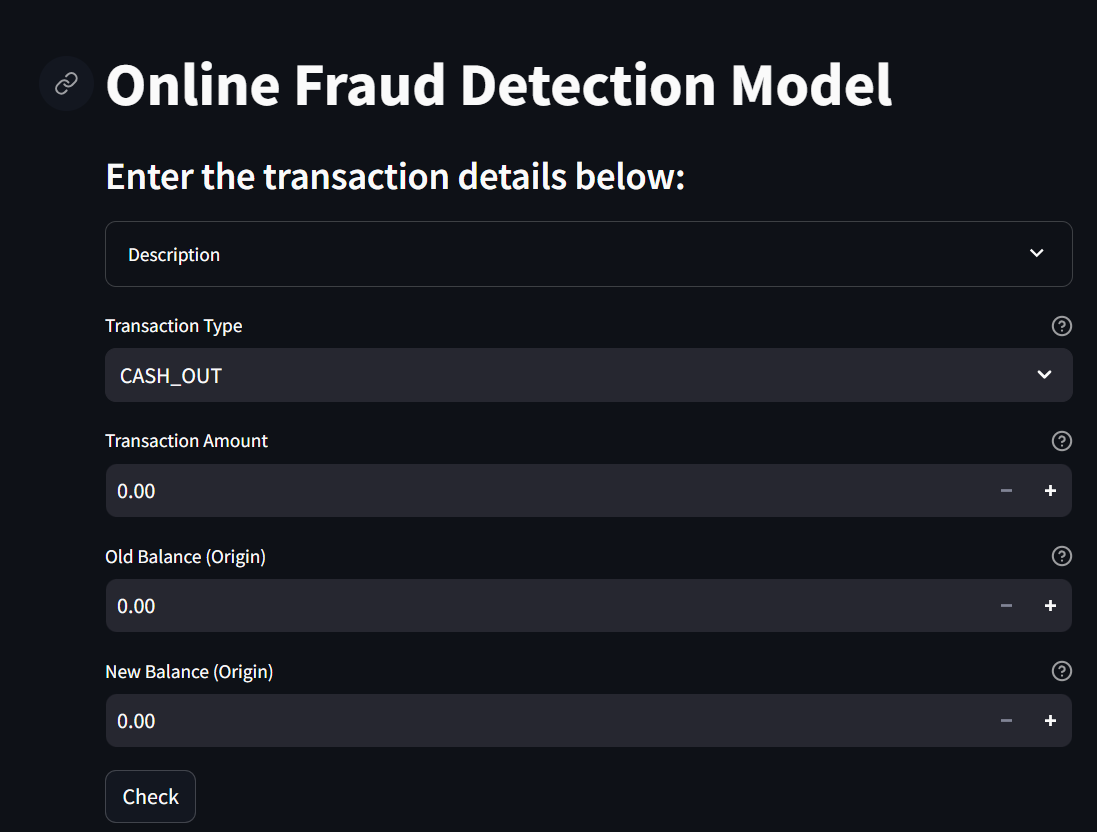 Online Fraud Detection Model
Enter the transaction details below:
Description
Transaction Type
CASH_OUT
Transaction Amount
0.00
Old Balance (Origin)
0.00
New Balance (Origin)
0.00
Check